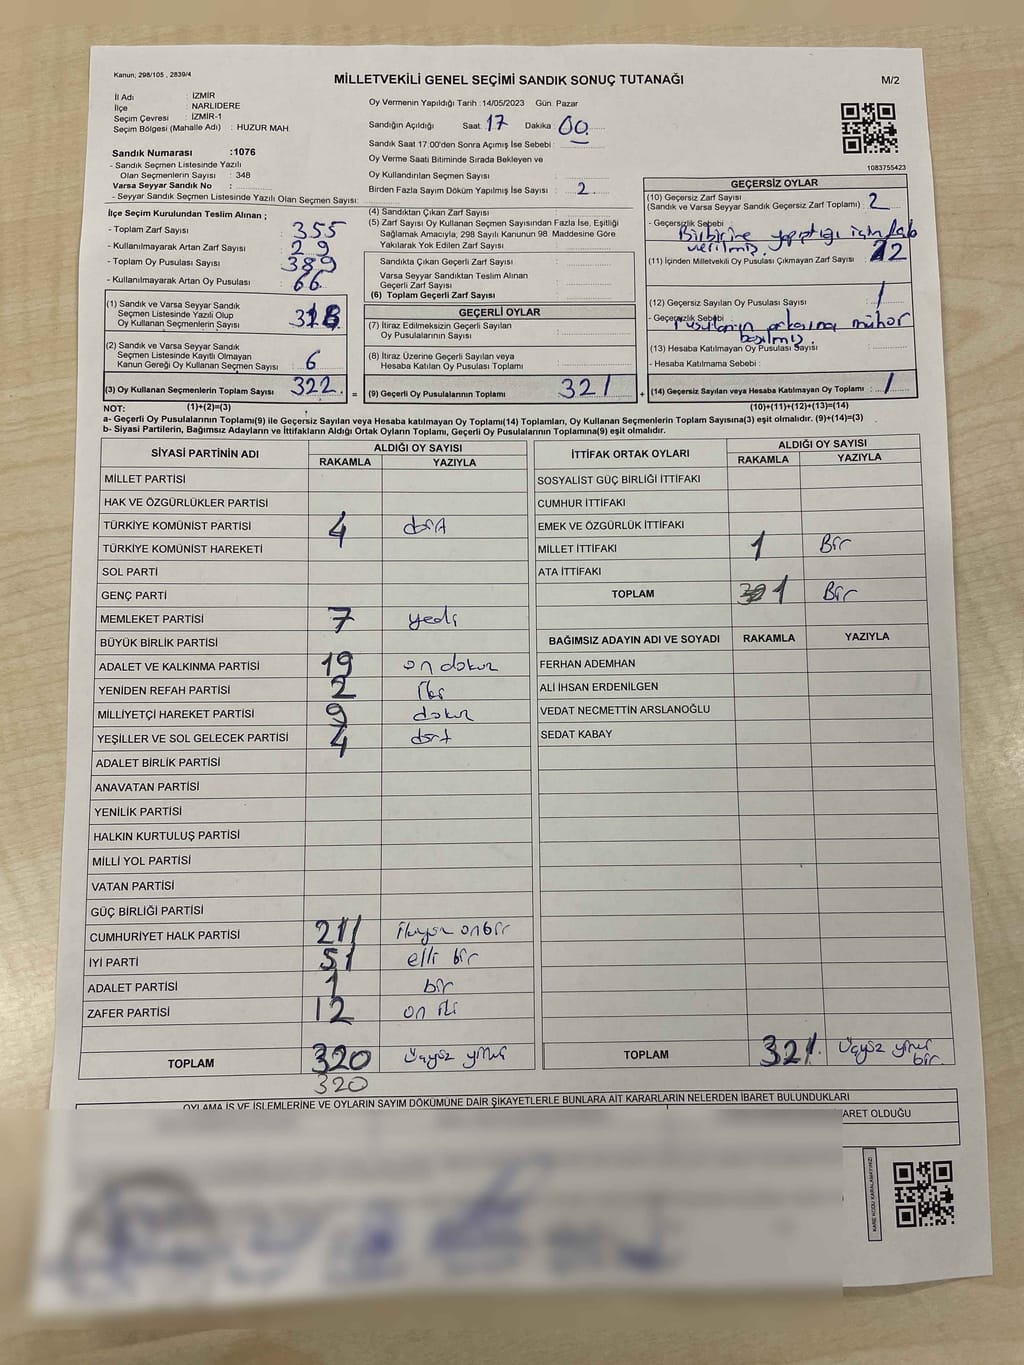 Kanun; 298/105 , 2839/4
MİLLETVEKİLİ GENEL SEÇİMİ SANDIK SONUÇ TUTANAĞI
M/2
İl Adı : İZMİR
İlçe : NARLIDERE
Seçim Çevresi : İZMİR-1
Seçim Bölgesi (Mahalle Adı) : HUZUR MAH.
Sandık Numarası :1076
- Sandık Seçmen Listesinde Yazılı
Olan Seçmenlerin Sayısı : 348
Varsa Seyyar Sandık No :
- Seyyar Sandık Seçmen Listesinde Yazılı Olan Seçmen Sayısı:
Oy Vermenin Yapıldığı Tarih :14/05/2023 Gün: Pazar
Sandığın Açıldığı Saat: 17 Dakika 00
Sandık Saat 17.00'den Sonra Açımış İse Sebebi :
Oy Verme Saati Bitiminde Sırada Bekleyen ve
Oy Kullandırılan Seçmen Sayısı :
Birden Fazla Sayım Döküm Yapılmış İse Sayısı : 2
1083755423
İlçe Seçim Kurulundan Teslim Alınan ;
- Toplam Zarf Sayısı : 355
- Kullanılmayarak Artan Zarf Sayısı : 29
- Toplam Oy Pusulası Sayısı : 389
- Kullanılmayarak Artan Oy Pusulası : 66
(1) Sandık ve Varsa Seyyar Sandık
Seçmen Listesinde Yazılı Olup
Oy Kullanan Seçmenlerin Sayısı :
(2) Sandık ve Varsa Seyyar Sandık
Seçmen Listesinde Kayıtlı Olmayan
Kanun Gereği Oy Kullanan Seçmen Sayısı : 6
(3) Oy Kullanan Seçmenlerin Toplam Sayısı : 322 =
(4) Sandıktan Çıkan Zarf Sayısı :
(5) Zarf Sayısı Oy Kullanan Seçmen Sayısından Fazla İse, Eşitliği
Sağlamak Amacıyla, 298 Sayılı Kanunun 98. Maddesine Göre
Yakılarak Yok Edilen Zarf Sayısı :
Sandıkta Çıkan Geçerli Zarf Sayısı :
Varsa Seyyar Sandıktan Teslim Alınan
Geçerli Zarf Sayısı :
(6) Toplam Geçerli Zarf Sayısı :
GEÇERLİ OYLAR
(7) İtiraz Edilmeksizin Geçerli Sayılan
Oy Pusulalarının Sayısı :
(8) İtiraz Üzerine Geçerli Sayılan veya
Hesaba Katılan Oy Pusulası Toplamı :
(9) Geçerli Oy Pusulalarının Toplamı : 321 +
GEÇERSİZ OYLAR
(10) Geçersiz Zarf Sayısı
(Sandık ve Varsa Seyyar Sandık Geçersiz Zarf Toplamı) : 2
- Geçersizlik Sebebi : Birbirine yapıştığı için
verilmiş.
(11) İçinden Milletvekili Oy Pusulası Çıkmayan Zarf Sayısı :
(12) Geçersiz Sayılan Oy Pusulası Sayısı : 1
- Geçersizlik Sebebi : Pusulanın arkasına mühür
basılmış.
(13) Hesaba Katılmayan Oy Pusulası Sayısı :
- Hesaba Katılmama Sebebi :
(14) Geçersiz Sayılan veya Hesaba Katılmayan Oy Toplamı : 1
NOT: (1)+(2)=(3) (10)+(11)+(12)+(13)=(14)
a- Geçerli Oy Pusulalarının Toplamı(9) ile Geçersiz Sayılan veya Hesaba katılmayan Oy Toplamı(14) Toplamları, Oy Kullanan Seçmenlerin Toplam Sayısına(3) eşit olmalıdır. (9)+(14)=(3)
b- Siyasi Partilerin, Bağımsız Adayların ve İttifakların Aldığı Ortak Oyların Toplamı, Geçerli Oy Pusulalarının Toplamına(9) eşit olmalıdır.
SİYASİ PARTİNİN ADI ALDIĞI OY SAYISI
RAKAMLA YAZIYLA
MİLLET PARTİSİ
HAK VE ÖZGÜRLÜKLER PARTİSİ
TÜRKİYE KOMÜNİST PARTİSİ 4 dört
TÜRKİYE KOMÜNİST HAREKETİ
SOL PARTİ
GENÇ PARTİ
MEMLEKET PARTİSİ 7 yedi
BÜYÜK BİRLİK PARTİSİ
ADALET VE KALKINMA PARTİSİ 19 on dokuz
YENİDEN REFAH PARTİSİ 2 iki
MİLLİYETÇİ HAREKET PARTİSİ 9 dokuz
YEŞİLLER VE SOL GELECEK PARTİSİ 4 dört
ADALET BİRLİK PARTİSİ
ANAVATAN PARTİSİ
YENİLİK PARTİSİ
HALKIN KURTULUŞ PARTİSİ
MİLLİ YOL PARTİSİ
VATAN PARTİSİ
GÜÇ BİRLİĞİ PARTİSİ
CUMHURİYET HALK PARTİSİ 211 ikiyüz onbir
İYİ PARTİ 51 elli bir
ADALET PARTİSİ 1 bir
ZAFER PARTİSİ 12 on iki
TOPLAM 320 Üçyüz yirmi
320
İTTİFAK ORTAK OYLARI ALDIĞI OY SAYISI
RAKAMLA YAZIYLA
SOSYALİST GÜÇ BİRLİĞİ İTTİFAKI
CUMHUR İTTİFAKI
EMEK VE ÖZGÜRLÜK İTTİFAKI
MİLLET İTTİFAKI 1 Bir
ATA İTTİFAKI
TOPLAM 1 Bir
BAĞIMSIZ ADAYIN ADI VE SOYADI RAKAMLA YAZIYLA
FERHAN ADEMHAN
ALİ İHSAN ERDENİLGEN
VEDAT NECMETTİN ARSLANOĞLU
SEDAT KABAY
TOPLAM 321 Üçyüz yirmi
bir
OYLAMA İŞ VE İŞLEMLERİNE VE OYLARIN SAYIM DÖKÜMÜNE DAİR ŞİKAYETLERLE BUNLARA AİT KARARLARIN NELERDEN İBARET BULUNDUKLARI
ARET OLDUĞU
KARE KODU KARALAMAYINIZ!